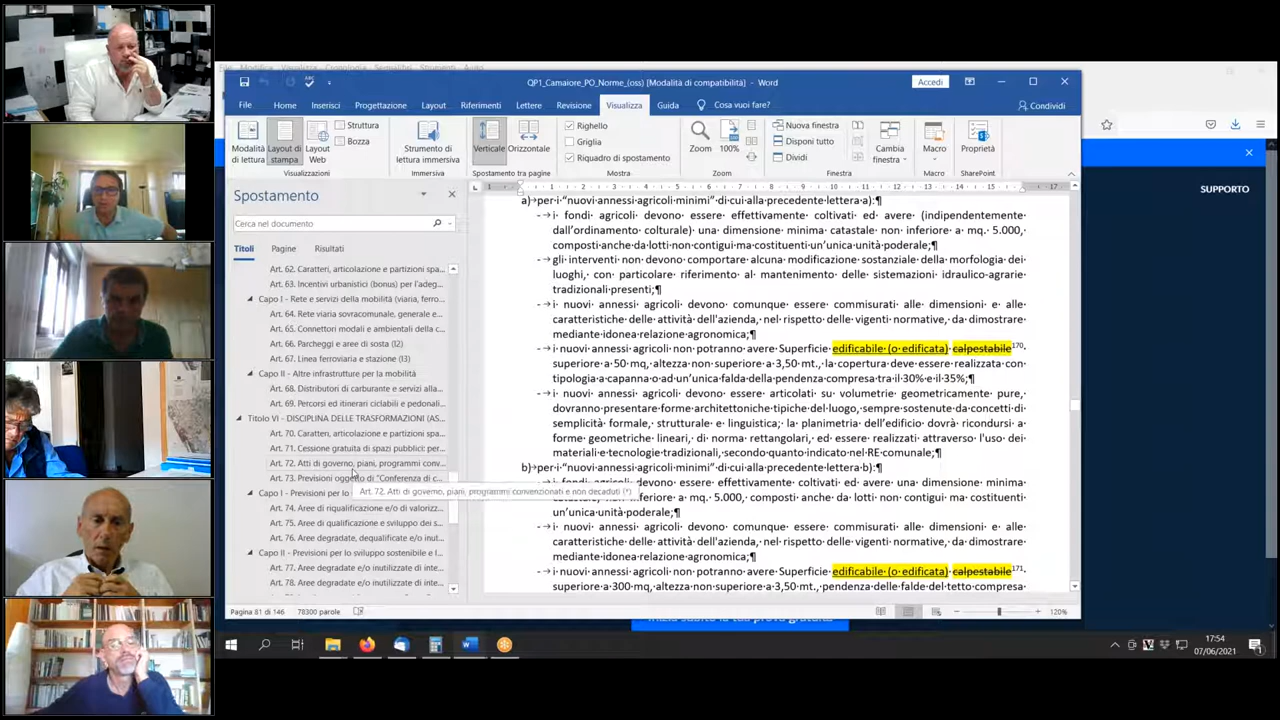 QP1_Camaiore_PO_Norme_(oss) [Modalità di compatibilità] - Word
Accedi
File Home Inserisci Progettazione Layout Riferimenti Lettere Revisione Visualizza Guida Cosa vuoi fare? Condividi
Modalità di lettura
Layout di stampa
Layout Web
Struttura
Bozza
Visualizzazioni
Strumento di lettura immersiva
Immersiva
Verticale
Orizzontale
Spostamento tra pagine
Righello
Griglia
Riquadro di spostamento
Mostra
Zoom
100%
Zoom
Nuova finestra
Disponi tutto
Dividi
Cambia finestra
Finestra
Macro
Macro
Proprietà
SharePoint
SUPPORTO
Spostamento
Cerca nel documento
Titoli Pagine Risultati
Art. 62. Caratteri, articolazione e partizioni spa...
Art. 63. Incentivi urbanistici (bonus) per l'adeg...
Capo I - Rete e servizi della mobilità (viaria, ferro...
Art. 64. Rete viaria sovracomunale, generale e...
Art. 65. Connettori modali e ambientali della c...
Art. 66. Parcheggi e aree di sosta (I2)
Art. 67. Linea ferroviaria e stazione (I3)
Capo II - Altre infrastrutture per la mobilità
Art. 68. Distributori di carburante e servizi alla...
Art. 69. Percorsi ed itinerari ciclabili e pedonali...
Titolo VI - DISCIPLINA DELLE TRASFORMAZIONI (AS...
Art. 70. Caratteri, articolazione e partizioni spa...
Art. 71. Cessione gratuita di spazi pubblici: per...
Art. 72. Atti di governo, piani, programmi conv...
Art. 73. Previsioni oggetto di "Conferenza di c...
Art. 72. Atti di governo, piani, programmi convenzionati e non decaduti (*)
Capo I - Previsioni per lo
Art. 74. Aree di riqualificazione e/o di valorizz...
Art. 75. Aree di qualificazione e sviluppo dei s...
Art. 76. Aree degradate, dequalificate e/o inut...
Capo II - Previsioni per lo sviluppo sostenibile e l...
Art. 77. Aree degradate e/o inutilizzate di inte...
Art. 78. Aree degradate e/o inutilizzate di inte...
a)→per·i·"nuovi·annessi·agricoli·minimi"·di·cui·alla·precedente·lettera·a):¶
-→i· fondi· agricoli· devono· essere· effettivamente· coltivati· ed· avere· (indipendentemente·
dall'ordinamento· colturale)· una· dimensione· minima· catastale· non· inferiore· a· mq.· 5.000,·
composti·anche·da·lotti·non·contigui·ma·costituenti·un'unica·unità·poderale;¶
-→gli·interventi·non·devono·comportare·alcuna·modificazione·sostanziale·della·morfologia·dei·
luoghi,· con· particolare· riferimento· al· mantenimento· delle· sistemazioni· idraulico-agrarie·
tradizionali·presenti;¶
-→i· nuovi· annessi· agricoli· devono· comunque· essere· commisurati· alle· dimensioni· e· alle·
caratteristiche·delle·attività·dell'azienda,·nel·rispetto·delle·vigenti·normative,·da·dimostrare·
mediante·idonea·relazione·agronomica;¶
-→i·nuovi·annessi·agricoli·non·potranno·avere·Superficie·edificabile·(o·edificata)·calpestabile170·
superiore·a·50·mq,·altezza·non·superiore·a·3,50·mt.,·la·copertura·deve·essere·realizzata·con·
tipologia·a·capanna·o·ad·un'unica·falda·della·pendenza·compresa·tra·il·30%·e·il·35%;¶
-→i· nuovi· annessi· agricoli· devono· essere· articolati· su· volumetrie· geometricamente· pure,·
dovranno·presentare·forme·architettoniche·tipiche·del·luogo,·sempre·sostenute·da·concetti·di·
semplicità·formale,·strutturale·e·linguistica;·la·planimetria·dell'edificio·dovrà·ricondursi·a·
forme· geometriche· lineari,· di· norma· rettangolari,· ed· essere· realizzati· attraverso· l'uso· dei·
materiali·e·tecnologie·tradizionali,·secondo·quanto·indicato·nel·RE·comunale;¶
b)→per·i·"nuovi·annessi·agricoli·minimi"·di·cui·alla·precedente·lettera·b):¶
-→i· fondi· agricoli· devono· essere· effettivamente· coltivati· ed· avere· una· dimensione· minima·
inferiore· a· mq.· 5.000,· composti· anche· da· lotti· non· contigui· ma· costituenti·
un'unica·unità·poderale;¶
-→i· nuovi· annessi· agricoli· devono· comunque· essere· commisurati· alle· dimensioni· e· alle·
caratteristiche·delle·attività·dell'azienda,·nel·rispetto·delle·vigenti·normative,·da·dimostrare·
mediante·idonea·relazione·agronomica;¶
-→i·nuovi·annessi·agricoli·non·potranno·avere·Superficie·edificabile·(o·edificata)·calpestabile171·
superiore·a·300·mq,·altezza·non·superiore·a·3,50·mt.,·pendenza·delle·falde·del·tetto·compresa·
Pagina 81 di 146 78300 parole 120%
17:54
07/06/2021